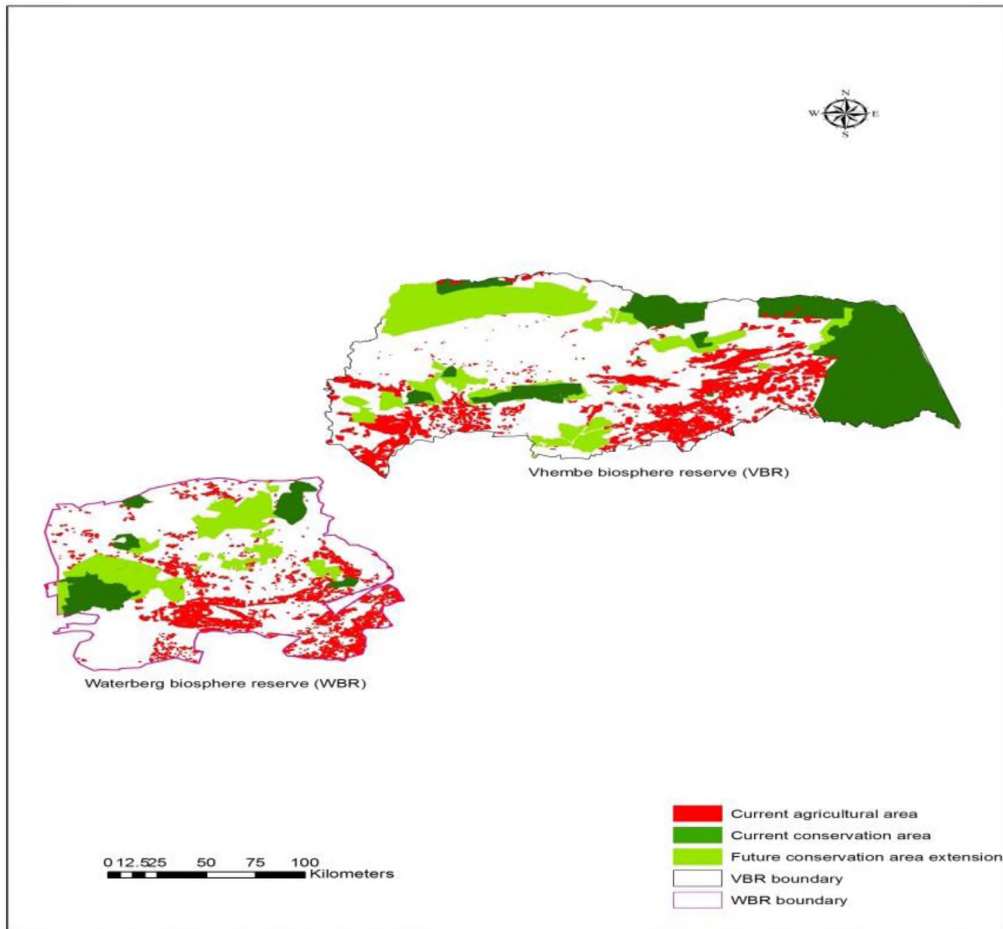 N
W E
S
Vhembe biosphere reserve (VBR)
Waterberg biosphere reserve (WBR)
Current agricultural area
Current conservation area
Future conservation area extension
VBR boundary
WBR boundary
0 12.525 50 75 100
Kilometers